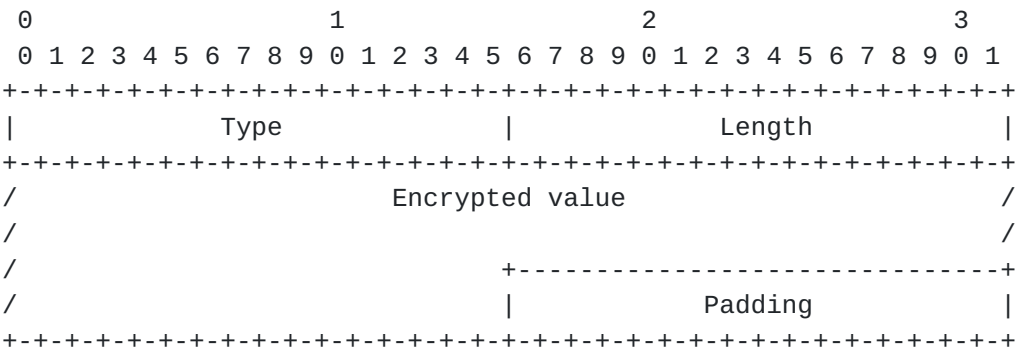 0                   1                   2                   3
 0 1 2 3 4 5 6 7 8 9 0 1 2 3 4 5 6 7 8 9 0 1 2 3 4 5 6 7 8 9 0 1
+-+-+-+-+-+-+-+-+-+-+-+-+-+-+-+-+-+-+-+-+-+-+-+-+-+-+-+-+-+-+-+-+
|             Type              |             Length            |
+-+-+-+-+-+-+-+-+-+-+-+-+-+-+-+-+-+-+-+-+-+-+-+-+-+-+-+-+-+-+-+-+
/                        Encrypted value                        /
/                                                               /
/                               +-------------------------------+
/                               |            Padding            |
+-+-+-+-+-+-+-+-+-+-+-+-+-+-+-+-+-+-+-+-+-+-+-+-+-+-+-+-+-+-+-+-+